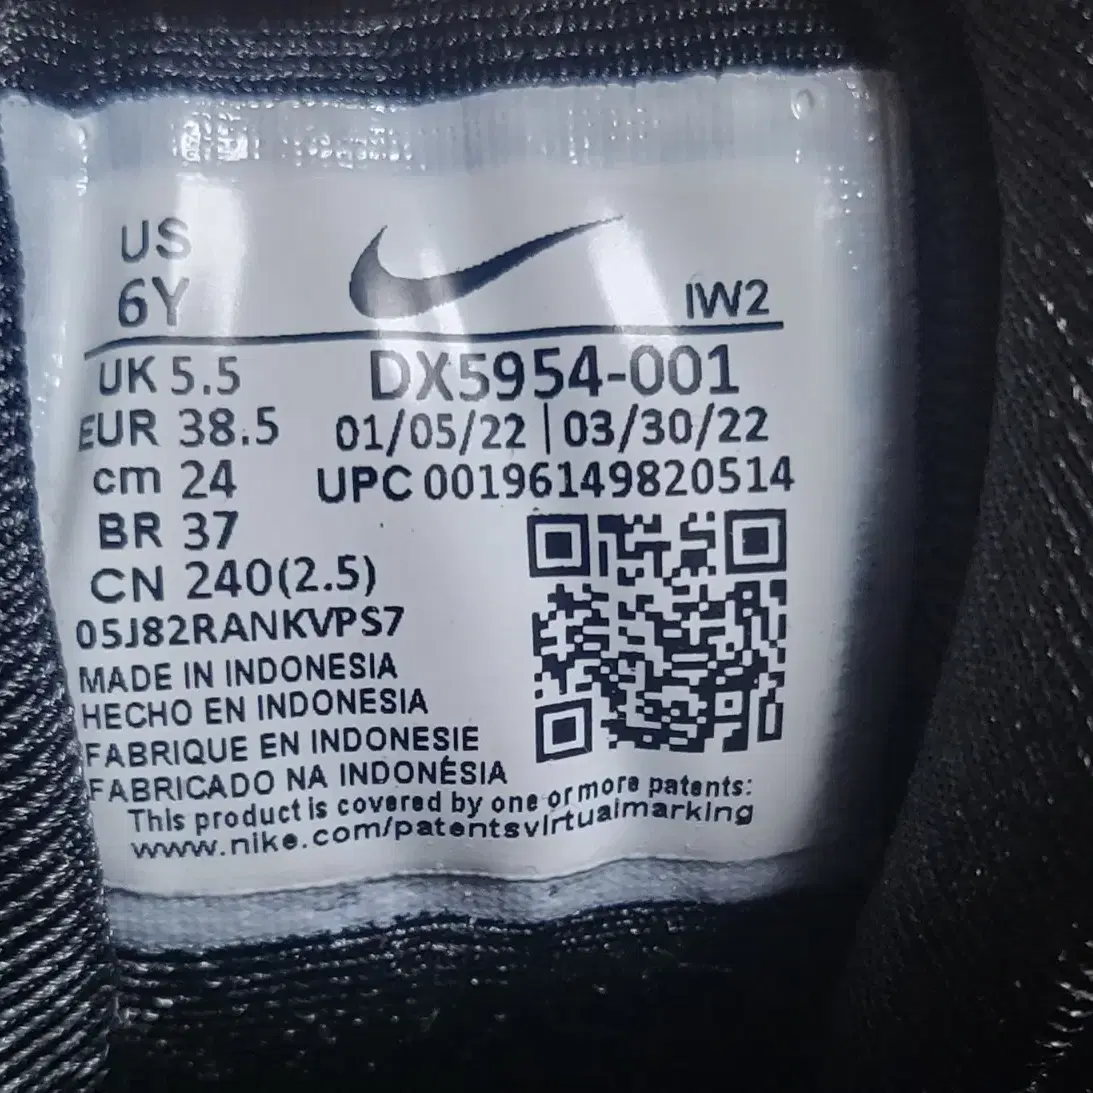 US
6Y
IW2
UK 5.5
DX5954-001
EUR 38.5
01/05/22 | 03/30/22
cm 24
UPC 00196149820514
BR 37
CN 240(2.5)
05J82RANKVPS7
MADE IN INDONESIA
HECHO EN INDONESIA
FABRIQUE EN INDONESIE
FABRICADO NA INDONÉSIA
This product is covered by one or more patents:
www.nike.com/patentsvirtualmarking